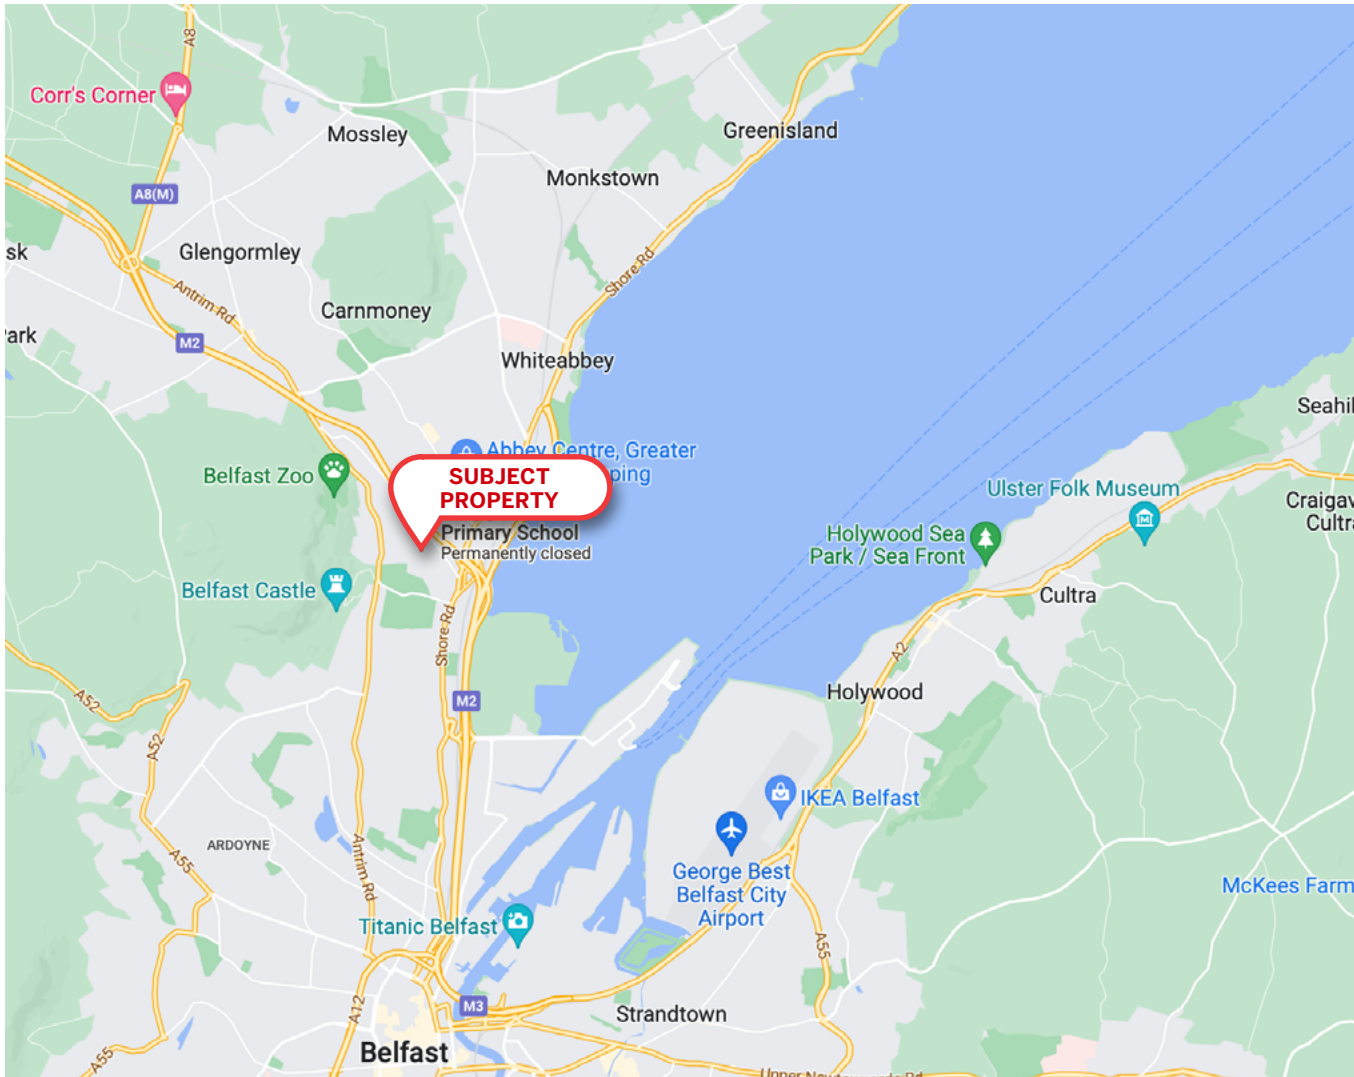 A8
Corr's Corner
Mossley
Greenisland
Monkstown
A8(M)
sk
Glengormley
Shore Rd
Antrim Rd
Carnmoney
ark
M2
Whiteabbey
Seahil
Abbey Centre, Greater
ping
Belfast Zoo
SUBJECT
PROPERTY
Ulster Folk Museum
Craigav
Cultra
Primary School
Permanently closed
Holywood Sea
Park / Sea Front
Belfast Castle
Cultra
Shore Rd
A2
A52
M2
Holywood
A52
IKEA Belfast
ARDOYNE
A55
Antrim Rd
George Best
Belfast City
Airport
McKees Farm
Titanic Belfast
A55
A12
M3
Strandtown
Belfast
A55